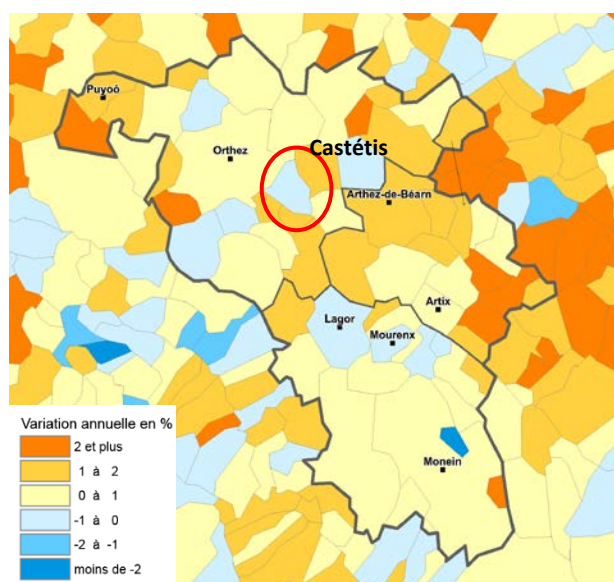 Puyoô
Castétis
Orthez
Arthez-de-Béarn
Artix
Lagor
Mourenx
Monein
Variation annuelle en %
2 et plus
1 à 2
0 à 1
-1 à 0
-2 à -1
moins de -2